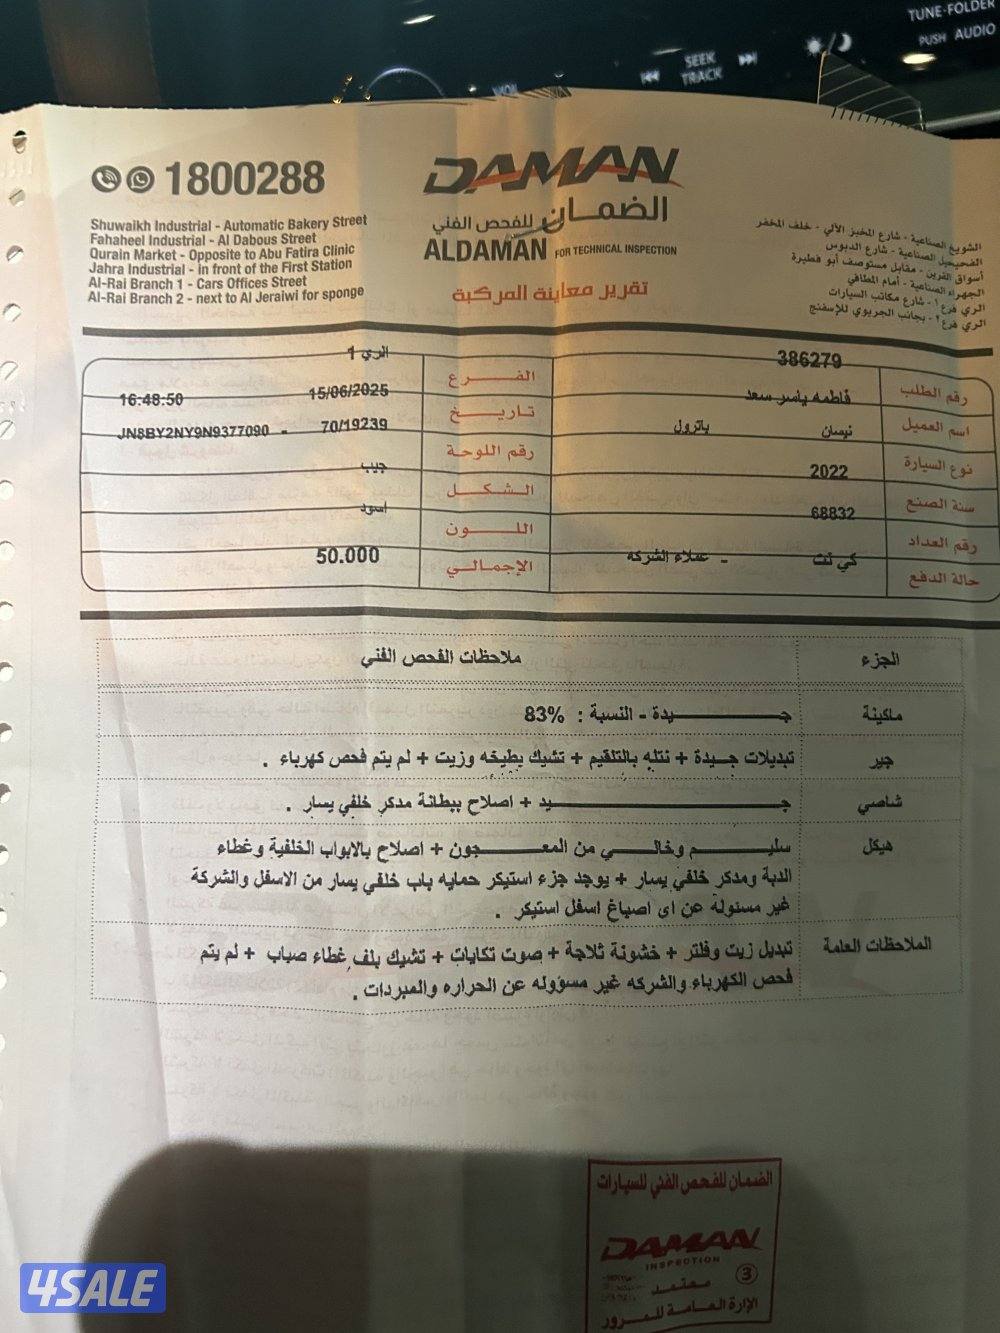 TUNE·FOLDER
PUSH AUDIO
SEEK
TRACK
VOL
1800288
Shuwaikh Industrial - Automatic Bakery Street
Fahaheel Industrial - Al Dabous Street
Qurain Market - Opposite to Abu Fatira Clinic
Jahra Industrial - in front of the First Station
Al-Rai Branch 1 - Cars Offices Street
Al-Rai Branch 2 - next to Al Jeraiwi for sponge
DAMAN
الضمان للفحص الفني
ALDAMAN FOR TECHNICAL INSPECTION
تقرير معاينة المركبة
الشويخ الصناعية - شارع المخبز الآلي - خلف المخفر
الفحيحيل الصناعية - شارع الدبوس
أسواق القرين - مقابل مستوصف أبو فطيرة
الجهراء الصناعية - أمام المطافي
الري فرع ١ - شارع مكاتب السيارات
الري فرع ٢ - بجانب الجريوي للإسفنج
رقم الطلب 386279
الفرع الري 1
اسم العميل فاطمه ياسر سعد
تاريخ 15/06/2025 16:48:50
نوع السيارة نيسان باترول
رقم اللوحة 70/19239 - JN8BY2NY9N9377090
سنة الصنع 2022
الشكل جيب
رقم العداد 68832
اللون اسود
حالة الدفع كي نت - عملاء الشركه
الإجمالي 50.000
الجزء ملاحظات الفحص الفني
ماكينة جيدة - النسبة : 83%
جير تبديلات جيدة + نتله بالتلقيم + تشيك بطيخه وزيت + لم يتم فحص كهرباء .
شاصي جيد + اصلاح ببطانة مدكر خلفي يسار .
هيكل سليم وخالي من المعجون + اصلاح بالابواب الخلفية وغطاء
الدبة ومدكر خلفي يسار + يوجد جزء استيكر حمايه باب خلفي يسار من الاسفل والشركة
غير مسئولة عن اى اصباغ اسفل استيكر .
الملاحظات العامة تبديل زيت وفلتر + خشونة ثلاجة + صوت تكايات + تشيك بلف غطاء صباب + لم يتم
فحص الكهرباء والشركه غير مسؤوله عن الحراره والمبردات .
الضمان للفحص الفني للسيارات
DAMAN
INSPECTION
معتمد 3
الإدارة العامة للمرور
4SALE